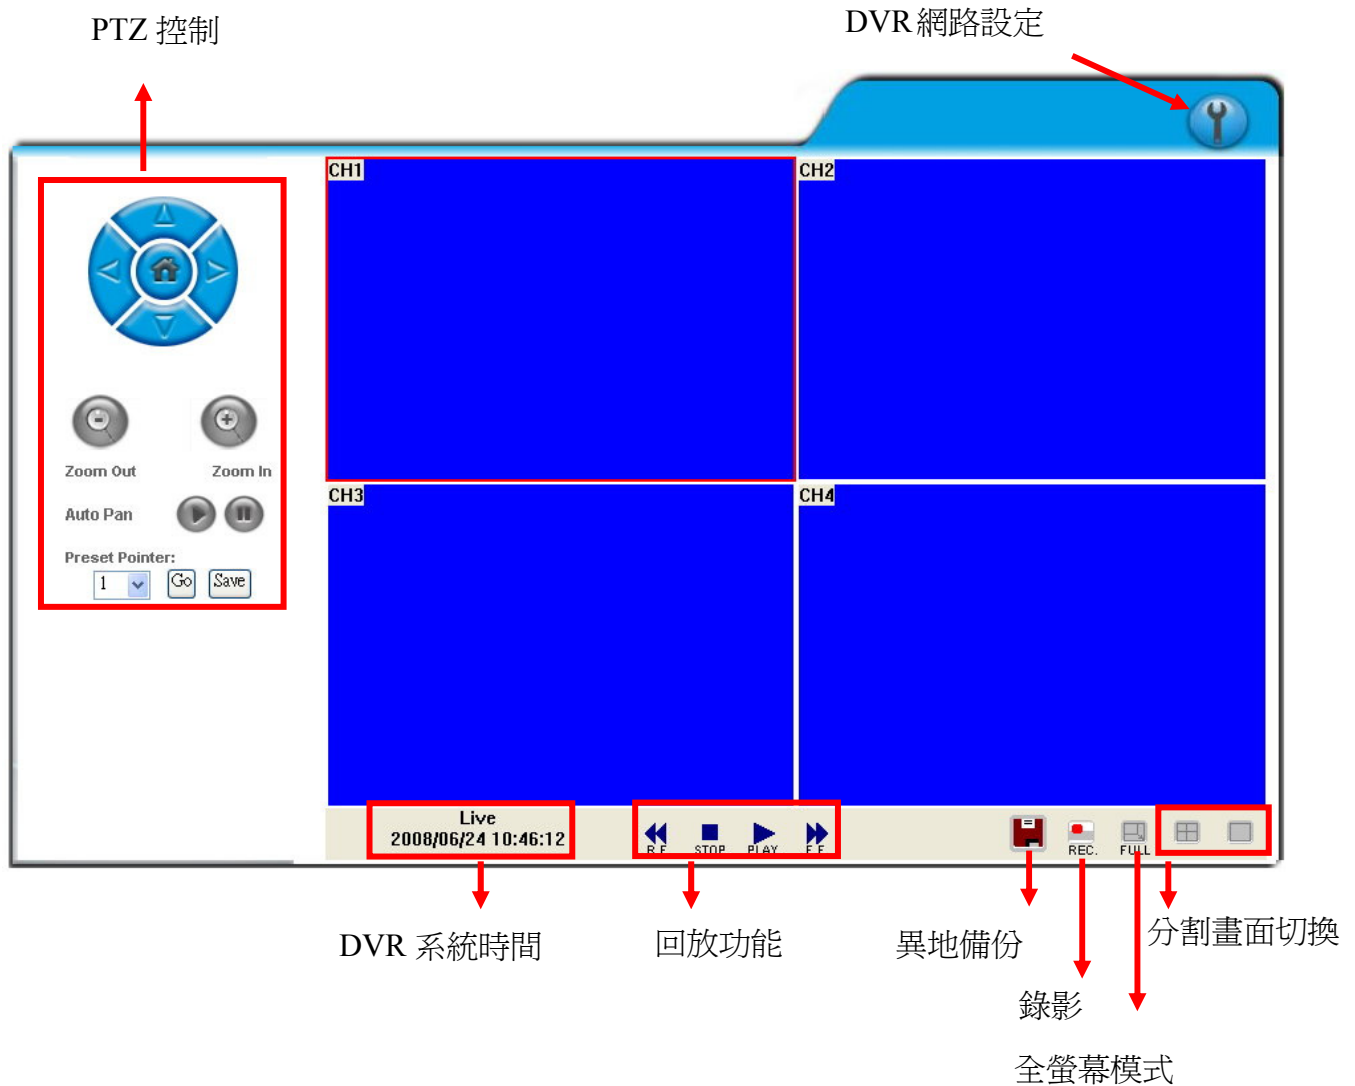 PTZ 控制
DVR 網路設定
CH1
CH2
Zoom Out
Zoom In
Auto Pan
Preset Pointer:
1
Go
Save
CH3
CH4
Live
2008/06/24 10:46:12
R.F
STOP
PLAY
F.F
REC.
FULL
DVR 系統時間
回放功能
異地備份
分割畫面切換
錄影
全螢幕模式